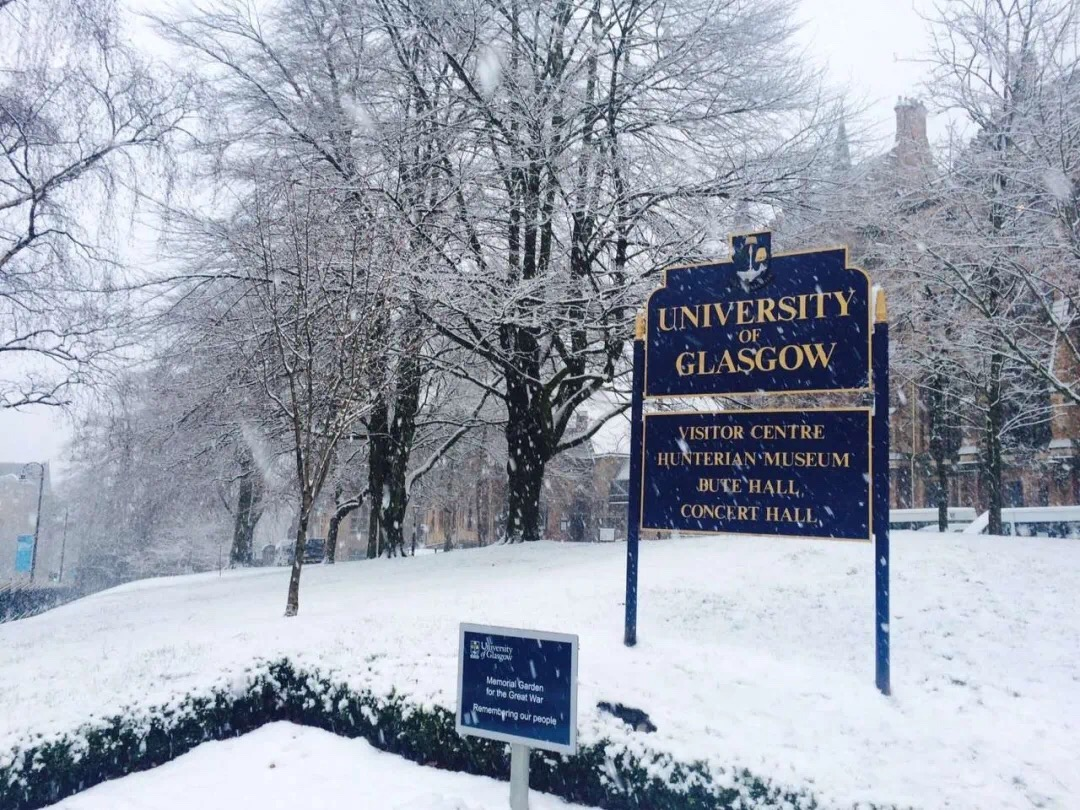 UNIVERSITY
OF
GLASGOW
VISITOR CENTRE
HUNTERIAN MUSEUM
BUTE HALL
CONCERT HALL
University
of Glasgow
Memorial Garden
for the Great War
Remembering our people